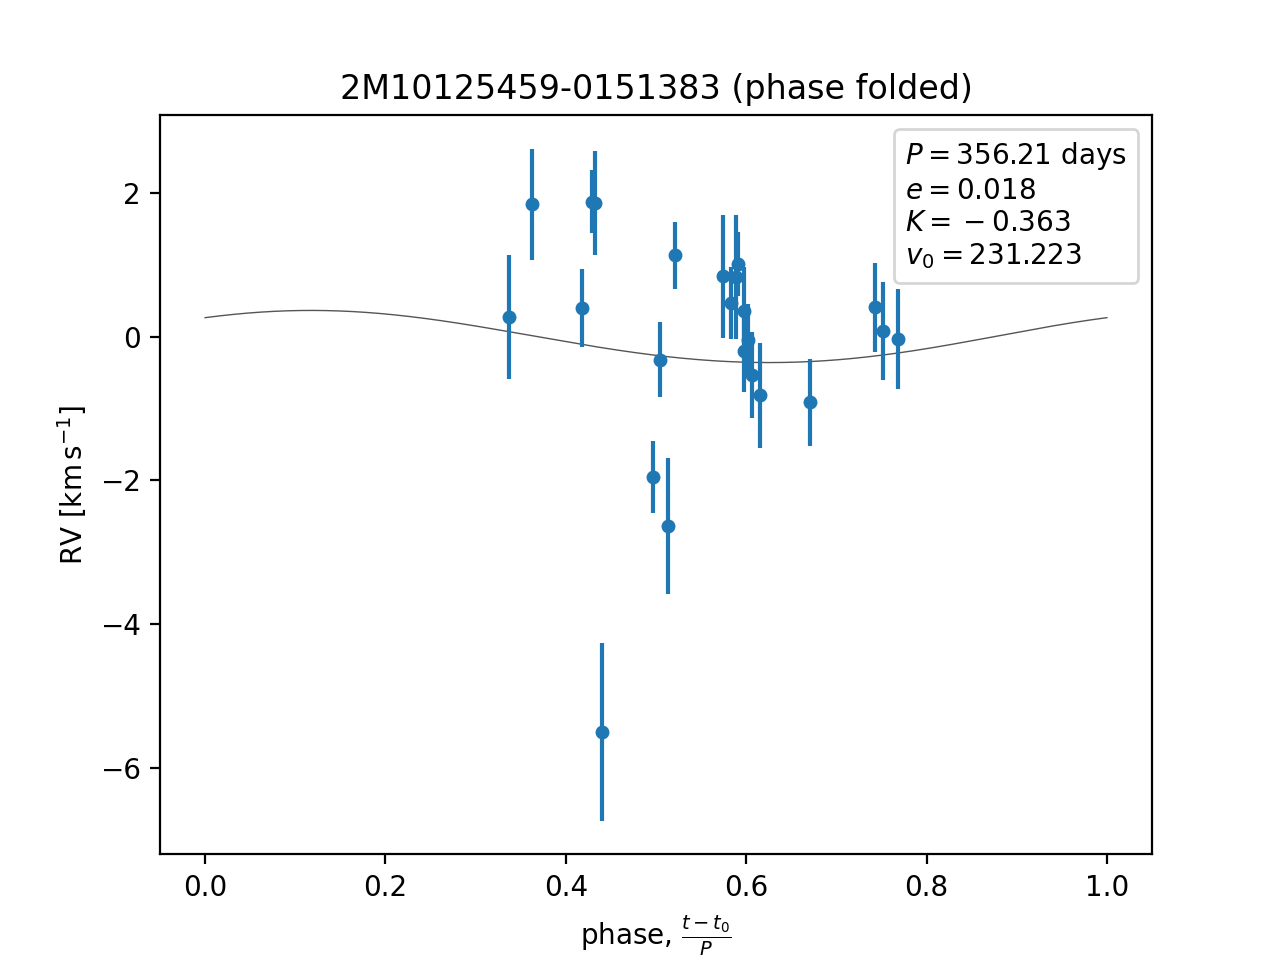 2M10125459-0151383 (phase folded)
P = 356.21 days
e = 0.018
K = −0.363
v₀ = 231.223
2
0
−2
−4
−6
RV [km s⁻¹]
0.0 0.2 0.4 0.6 0.8 1.0
phase, (t − t₀)/P